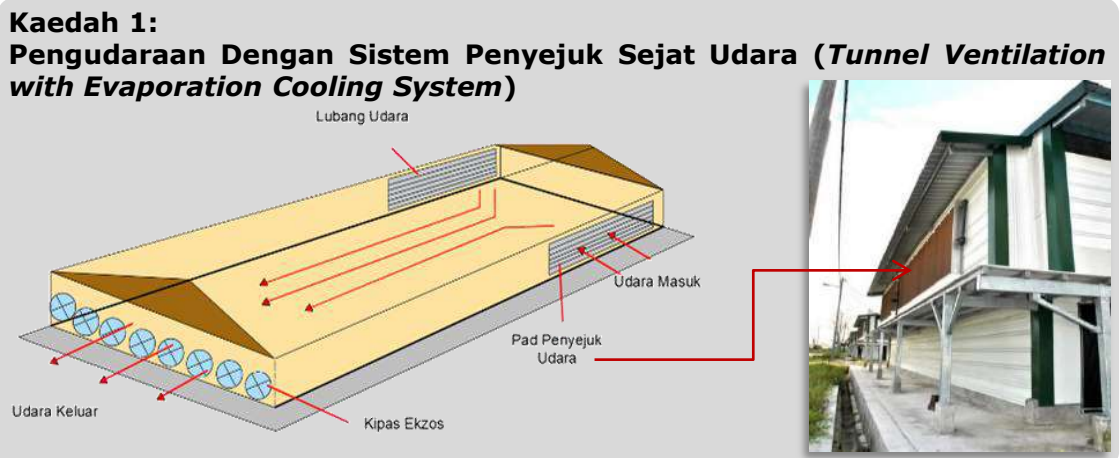 Kaedah 1:
Pengudaraan Dengan Sistem Penyejuk Sejat Udara (Tunnel Ventilation
with Evaporation Cooling System)
Lubang Udara
Udara Masuk
Pad Penyejuk
Udara
Udara Keluar
Kipas Ekzos